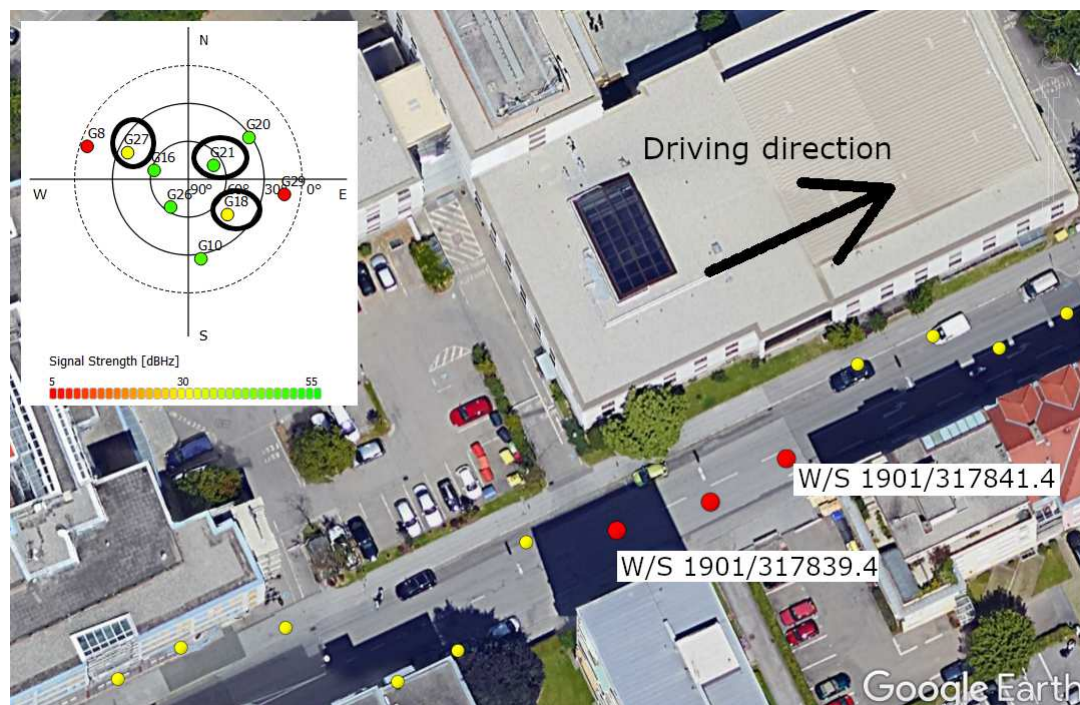 N
G20
G8
G27
G21
G16
90° 60° 30° 0°
G29
W
E
G26
G18
G10
S
Signal Strength [dBHz]
5 30 55
Driving direction
W/S 1901/317841.4
W/S 1901/317839.4
Google Earth